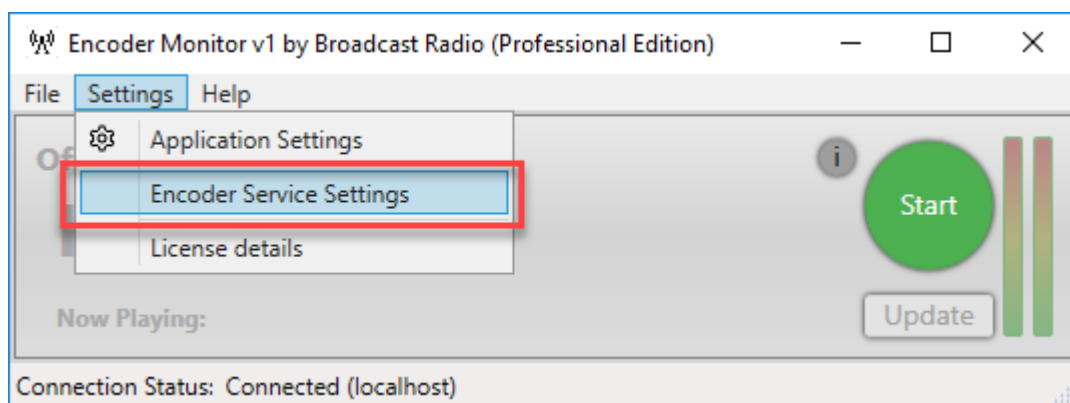 Encoder Monitor v1 by Broadcast Radio (Professional Edition)
File Settings Help
Application Settings
Encoder Service Settings
License details
i
Start
Now Playing:
Update
Connection Status: Connected (localhost)